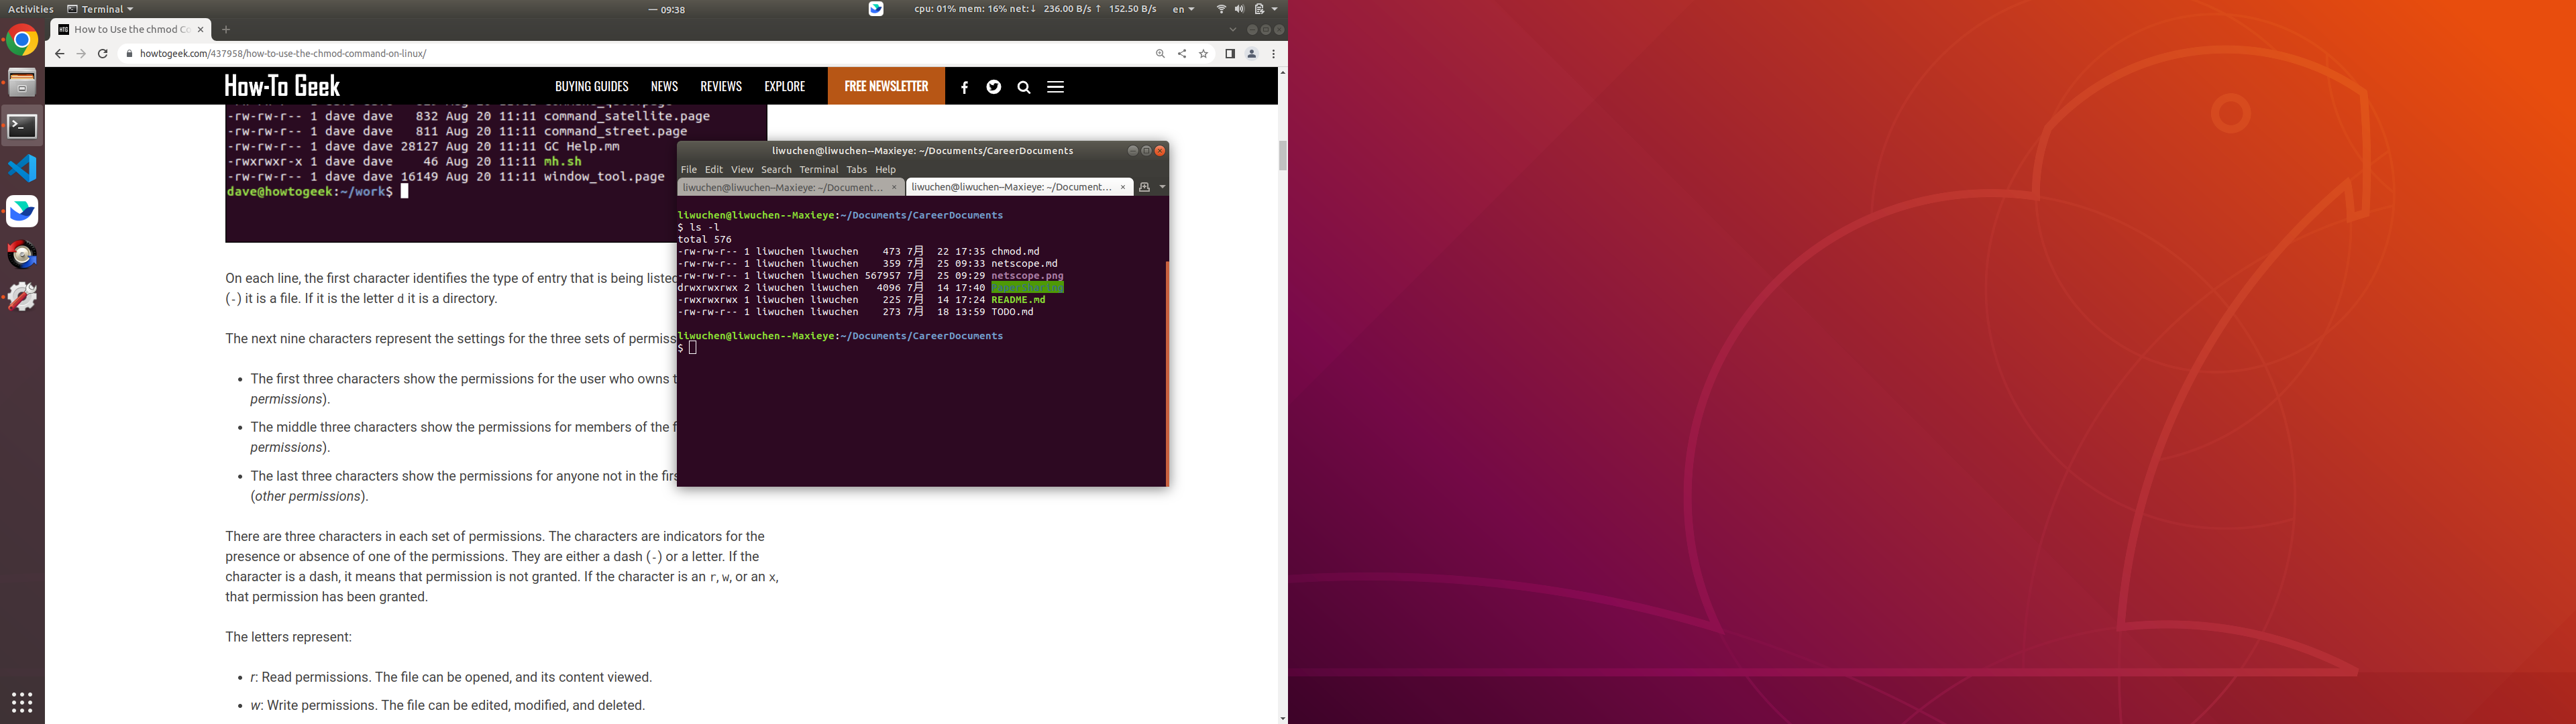 Activities Terminal
— 09:38
cpu: 01% mem: 16% net:↓ 236.00 B/s ↑ 152.50 B/s en
How to Use the chmod Co
howtogeek.com/437958/how-to-use-the-chmod-command-on-linux/
How-To Geek BUYING GUIDES NEWS REVIEWS EXPLORE FREE NEWSLETTER
-rw-rw-r-- 1 dave dave 832 Aug 20 11:11 command_satellite.page
-rw-rw-r-- 1 dave dave 811 Aug 20 11:11 command_street.page
-rw-rw-r-- 1 dave dave 28127 Aug 20 11:11 GC Help.mm
-rwxrwxr-x 1 dave dave 46 Aug 20 11:11 mh.sh
-rw-rw-r-- 1 dave dave 16149 Aug 20 11:11 window_tool.page
dave@howtogeek:~/work$
On each line, the first character identifies the type of entry that is being listed
(-) it is a file. If it is the letter d it is a directory.
The next nine characters represent the settings for the three sets of permiss
• The first three characters show the permissions for the user who owns t
permissions).
• The middle three characters show the permissions for members of the f
permissions).
• The last three characters show the permissions for anyone not in the firs
(other permissions).
There are three characters in each set of permissions. The characters are indicators for the
presence or absence of one of the permissions. They are either a dash (-) or a letter. If the
character is a dash, it means that permission is not granted. If the character is an r, w, or an x,
that permission has been granted.
The letters represent:
• r: Read permissions. The file can be opened, and its content viewed.
• w: Write permissions. The file can be edited, modified, and deleted.
liwuchen@liwuchen--Maxieye: ~/Documents/CareerDocuments
File Edit View Search Terminal Tabs Help
liwuchen@liwuchen--Maxieye: ~/Document... × liwuchen@liwuchen--Maxieye: ~/Document... ×
liwuchen@liwuchen--Maxieye:~/Documents/CareerDocuments
$ ls -l
total 576
-rw-rw-r-- 1 liwuchen liwuchen 473 7月 22 17:35 chmod.md
-rw-rw-r-- 1 liwuchen liwuchen 359 7月 25 09:33 netscope.md
-rw-rw-r-- 1 liwuchen liwuchen 567957 7月 25 09:29 netscope.png
drwxrwxrwx 2 liwuchen liwuchen 4096 7月 14 17:40 PaperSharing
-rwxrwxrwx 1 liwuchen liwuchen 225 7月 14 17:24 README.md
-rw-rw-r-- 1 liwuchen liwuchen 273 7月 18 13:59 TODO.md
liwuchen@liwuchen--Maxieye:~/Documents/CareerDocuments
$